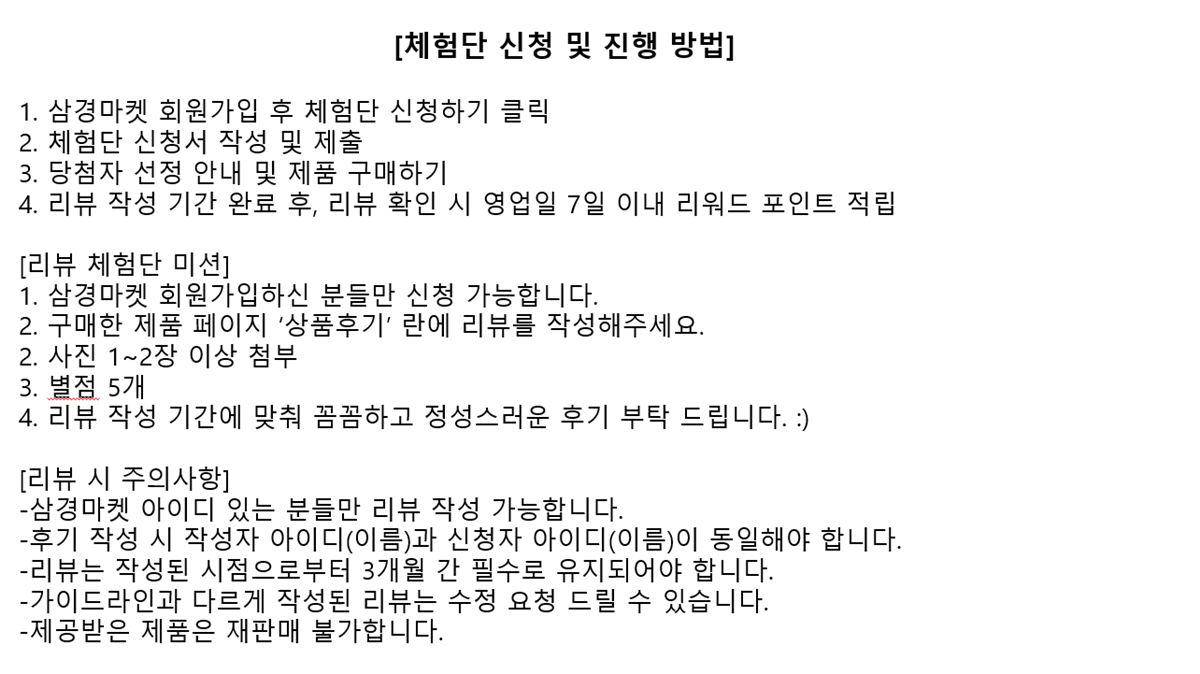 [체험단 신청 및 진행 방법]
1. 삼경마켓 회원가입 후 체험단 신청하기 클릭
2. 체험단 신청서 작성 및 제출
3. 당첨자 선정 안내 및 제품 구매하기
4. 리뷰 작성 기간 완료 후, 리뷰 확인 시 영업일 7일 이내 리워드 포인트 적립
[리뷰 체험단 미션]
1. 삼경마켓 회원가입하신 분들만 신청 가능합니다.
2. 구매한 제품 페이지 ‘상품후기’ 란에 리뷰를 작성해주세요.
2. 사진 1~2장 이상 첨부
3. 별점 5개
4. 리뷰 작성 기간에 맞춰 꼼꼼하고 정성스러운 후기 부탁 드립니다. :)
[리뷰 시 주의사항]
-삼경마켓 아이디 있는 분들만 리뷰 작성 가능합니다.
-후기 작성 시 작성자 아이디(이름)과 신청자 아이디(이름)이 동일해야 합니다.
-리뷰는 작성된 시점으로부터 3개월 간 필수로 유지되어야 합니다.
-가이드라인과 다르게 작성된 리뷰는 수정 요청 드릴 수 있습니다.
-제공받은 제품은 재판매 불가합니다.